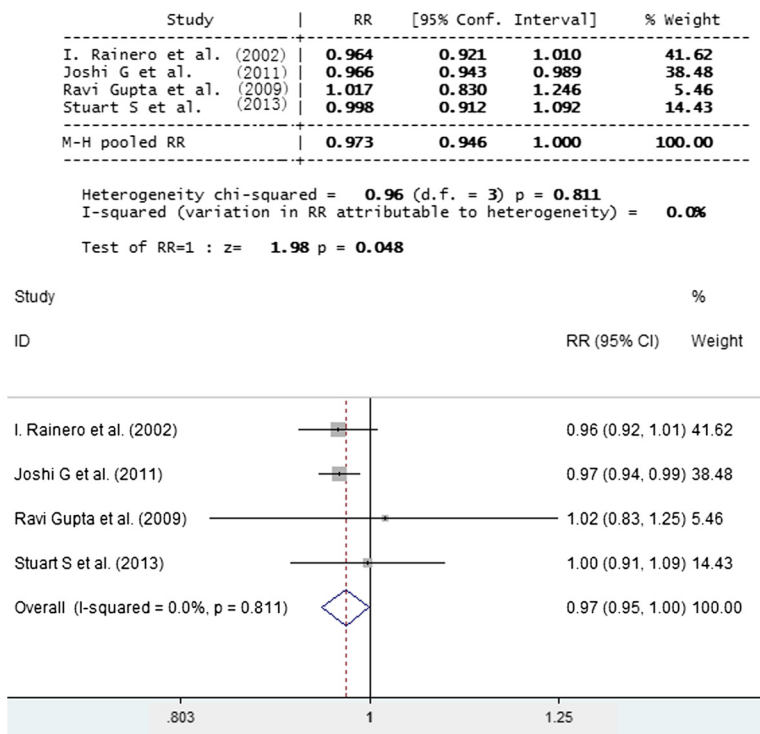 Study | RR [95% Conf. Interval] % Weight
I. Rainero et al. (2002) | 0.964 0.921 1.010 41.62
Joshi G et al. (2011) | 0.966 0.943 0.989 38.48
Ravi Gupta et al. (2009) | 1.017 0.830 1.246 5.46
Stuart S et al. (2013) | 0.998 0.912 1.092 14.43
M-H pooled RR | 0.973 0.946 1.000 100.00
Heterogeneity chi-squared = 0.96 (d.f. = 3) p = 0.811
I-squared (variation in RR attributable to heterogeneity) = 0.0%
Test of RR=1 : z= 1.98 p = 0.048
Study %
ID RR (95% CI) Weight
I. Rainero et al. (2002) 0.96 (0.92, 1.01) 41.62
Joshi G et al. (2011) 0.97 (0.94, 0.99) 38.48
Ravi Gupta et al. (2009) 1.02 (0.83, 1.25) 5.46
Stuart S et al. (2013) 1.00 (0.91, 1.09) 14.43
Overall (I-squared = 0.0%, p = 0.811) 0.97 (0.95, 1.00) 100.00
.803 1 1.25